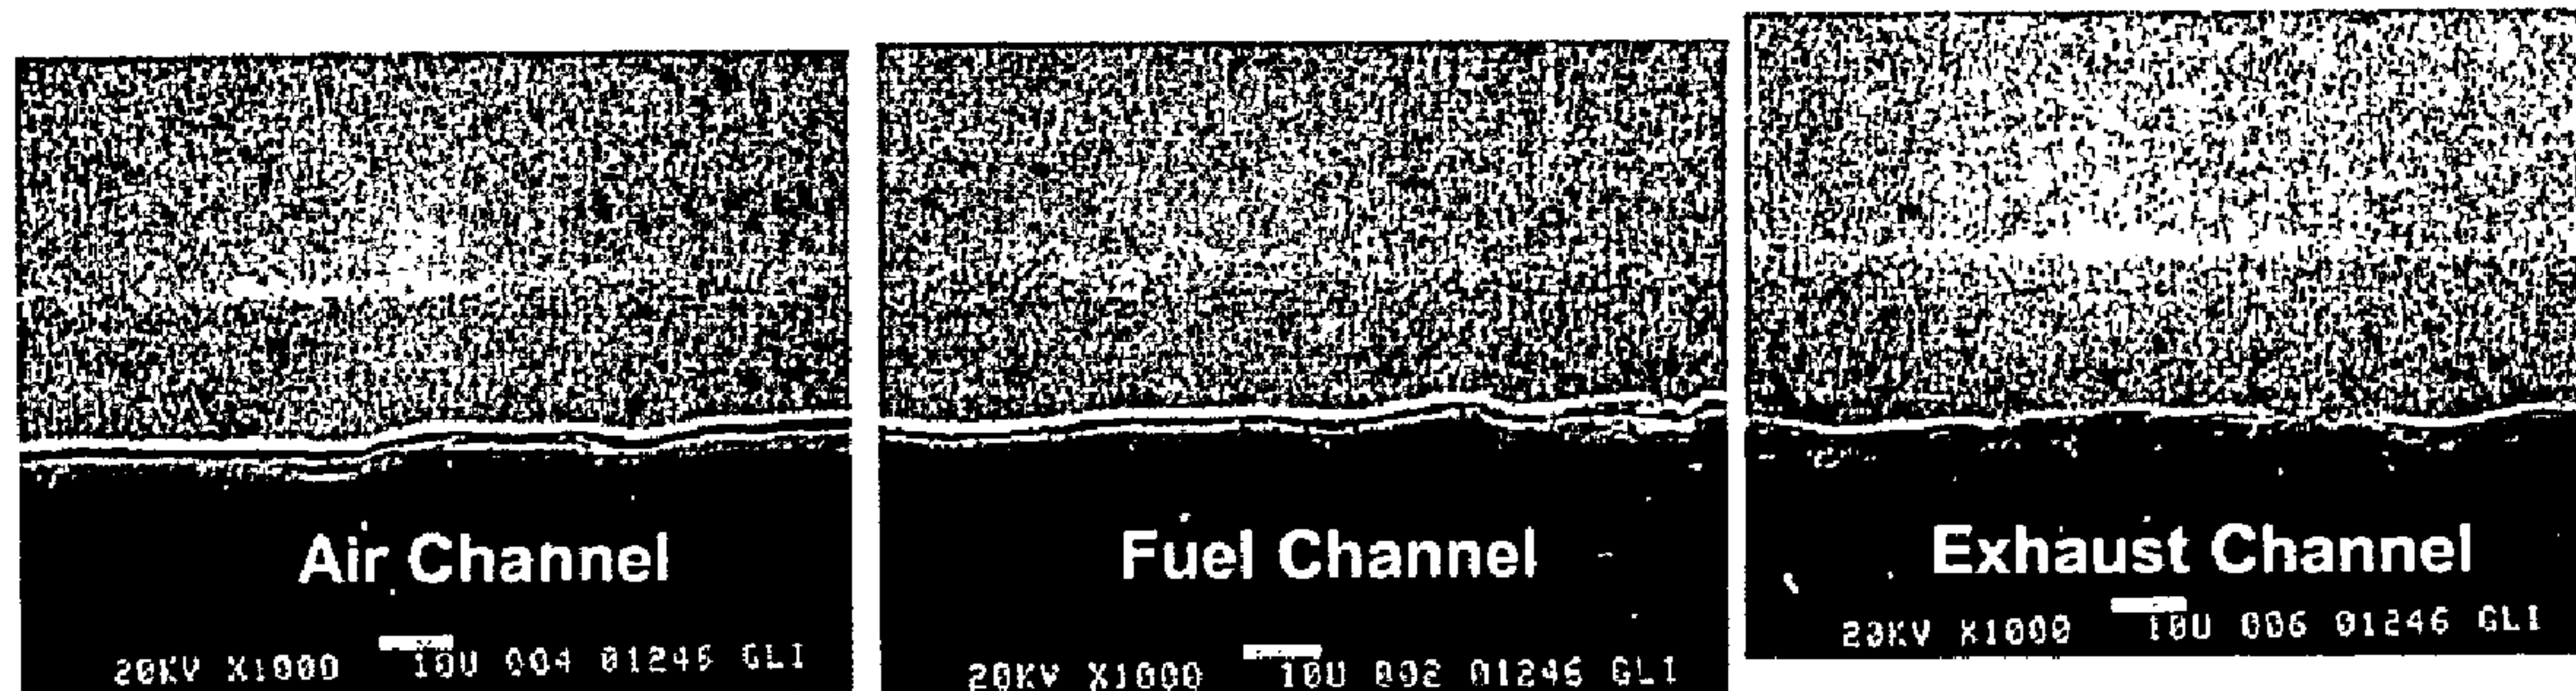 Air Channel
20KV X1000 10U 004 01246 GLI
Fuel Channel
20KV X1000 10U 002 01246 GLI
Exhaust Channel
20KV X1000 10U 006 01246 GLI